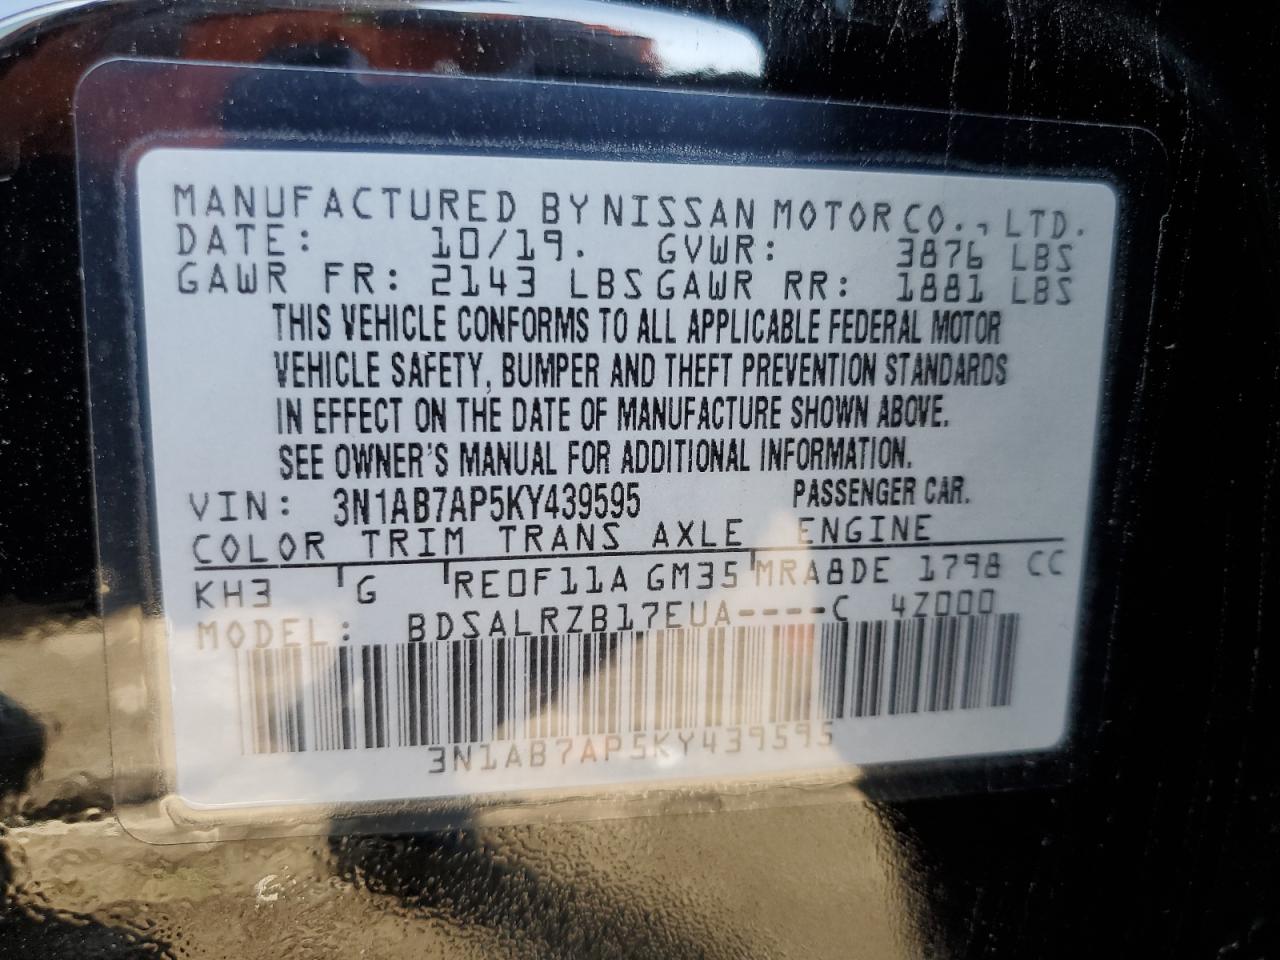 MANUFACTURED BY NISSAN MOTOR CO., LTD.
DATE: 10/19. GVWR: 3876 LBS
GAWR FR: 2143 LBS GAWR RR: 1881 LBS
THIS VEHICLE CONFORMS TO ALL APPLICABLE FEDERAL MOTOR
VEHICLE SAFETY, BUMPER AND THEFT PREVENTION STANDARDS
IN EFFECT ON THE DATE OF MANUFACTURE SHOWN ABOVE.
SEE OWNER'S MANUAL FOR ADDITIONAL INFORMATION.
VIN: 3N1AB7AP5KY439595 PASSENGER CAR.
COLOR TRIM TRANS AXLE ENGINE
KH3 G RE0F11A GM35 MRA8DE 1798 CC
MODEL: BDSALRZB17EUA----C 4Z000
3N1AB7AP5KY439595